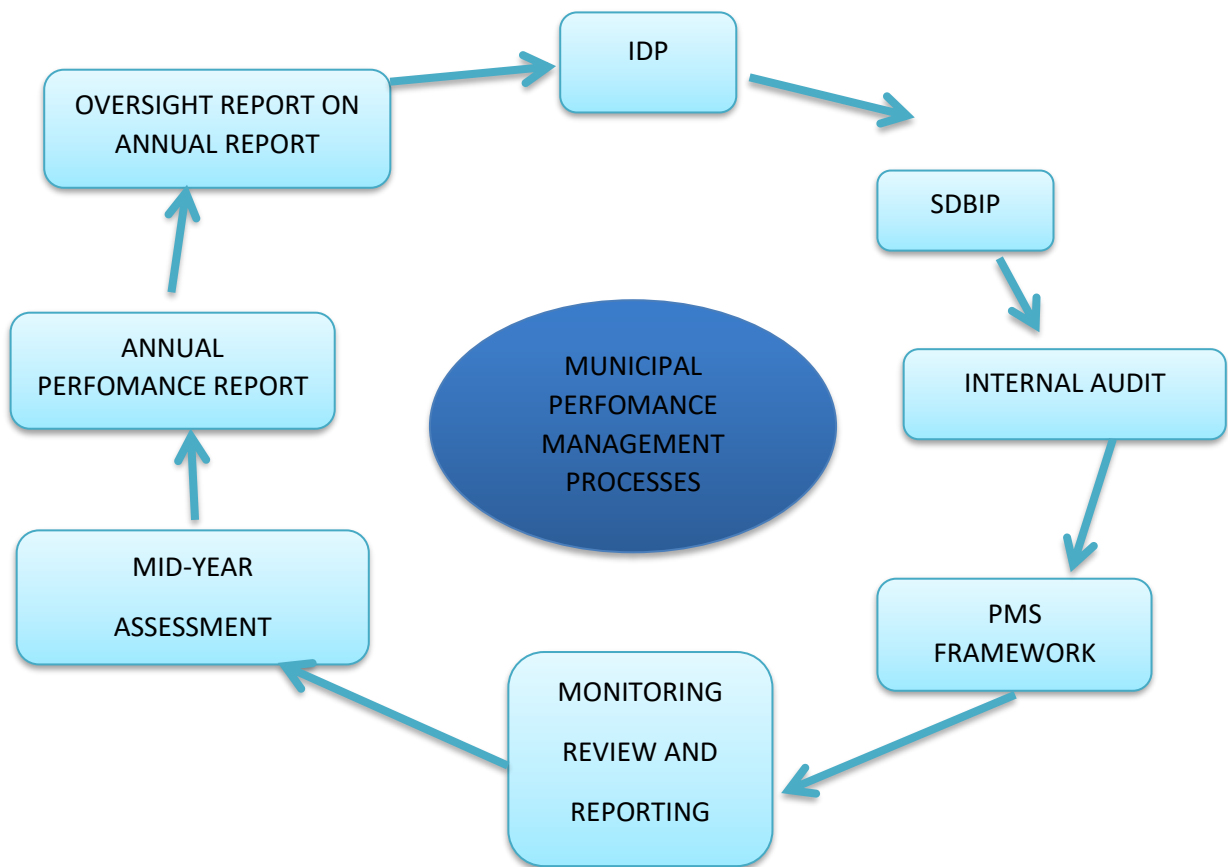 IDP
OVERSIGHT REPORT ON
ANNUAL REPORT
SDBIP
ANNUAL
PERFOMANCE REPORT
MUNICIPAL
PERFOMANCE
MANAGEMENT
PROCESSES
INTERNAL AUDIT
MID-YEAR
ASSESSMENT
PMS
FRAMEWORK
MONITORING
REVIEW AND
REPORTING